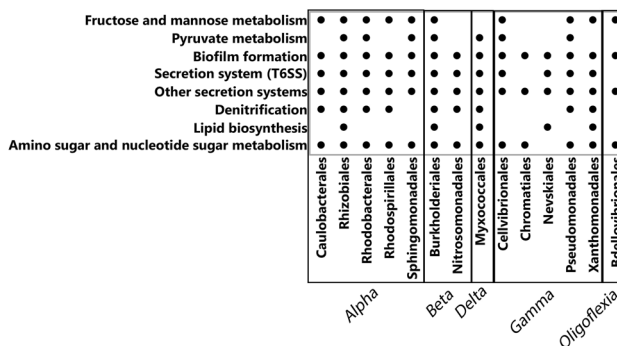 Fructose and mannose metabolism
Pyruvate metabolism
Biofilm formation
Secretion system (T6SS)
Other secretion systems
Denitrification
Lipid biosynthesis
Amino sugar and nucleotide sugar metabolism
Caulobacterales
Rhizobiales
Rhodobacterales
Rhodospirillales
Sphingomonadales
Burkholderiales
Nitrosomonadales
Myxococcales
Cellvibrionales
Chromatiales
Nevskiales
Pseudomonadales
Xanthomonadales
Bdellovibrionales
Alpha
Beta
Delta
Gamma
Oligoflexia